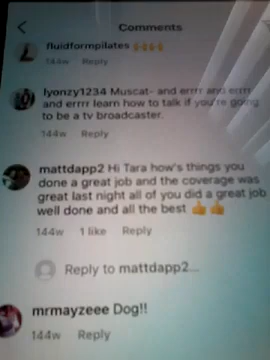 Comments
fluidformpilates 🙌🙌🙌
144w Reply
lyonzy1234 Muscat- and errr and errr
and errr learn how to talk if you're going
to be a tv broadcaster.
144w Reply
mattdapp2 Hi Tara how's things you
done a great job and the coverage was
great last night all of you did a great job
well done and all the best 👍👍
144w 1 like Reply
Reply to mattdapp2...
mrmayzeee Dog!!
144w Reply